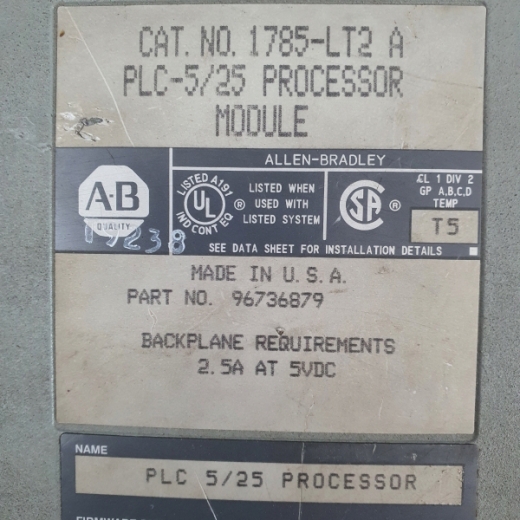 CAT. NO. 1785-LT2 A
PLC-5/25 PROCESSOR
MODULE
ALLEN-BRADLEY
A-B
QUALITY
LISTED A191
UL
IND CONT EQ
®
LISTED WHEN
USED WITH
LISTED SYSTEM
SA
®
CL 1 DIV 2
GP A,B,C,D
TEMP
T5
19238
SEE DATA SHEET FOR INSTALLATION DETAILS
MADE IN U.S.A.
PART NO. 96736879
BACKPLANE REQUIREMENTS
2.5A AT 5VDC
NAME
PLC 5/25 PROCESSOR